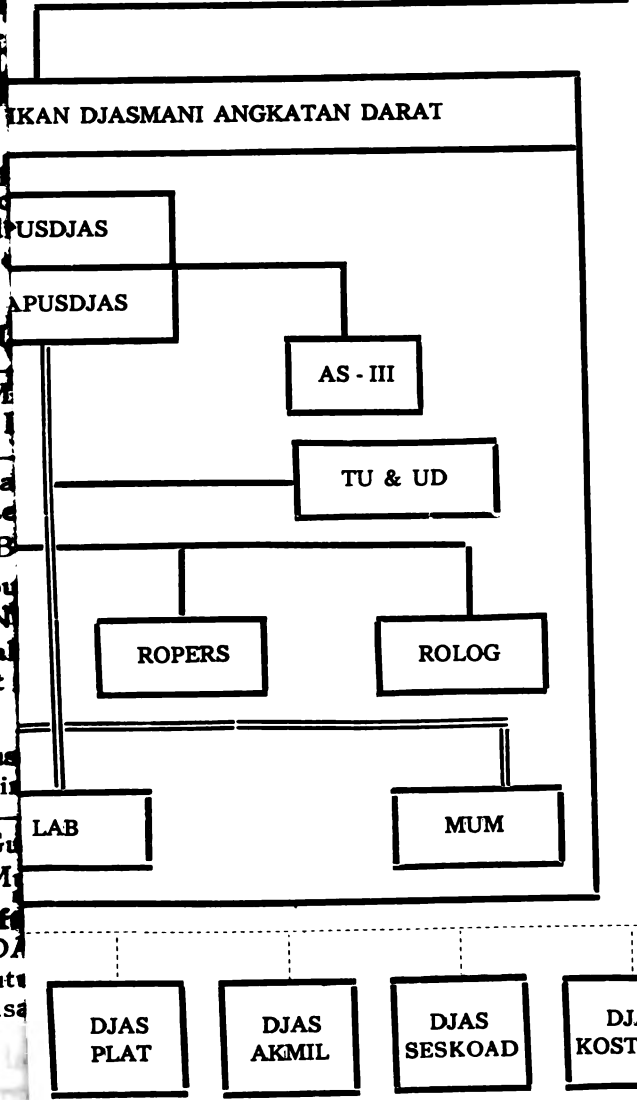 IKAN DJASMANI ANGKATAN DARAT
PUSDJAS
APUSDJAS
AS - III
TU & UD
ROPERS
ROLOG
LAB
MUM
DJAS
PLAT
DJAS
AKMIL
DJAS
SESKOAD
DJ
KOST